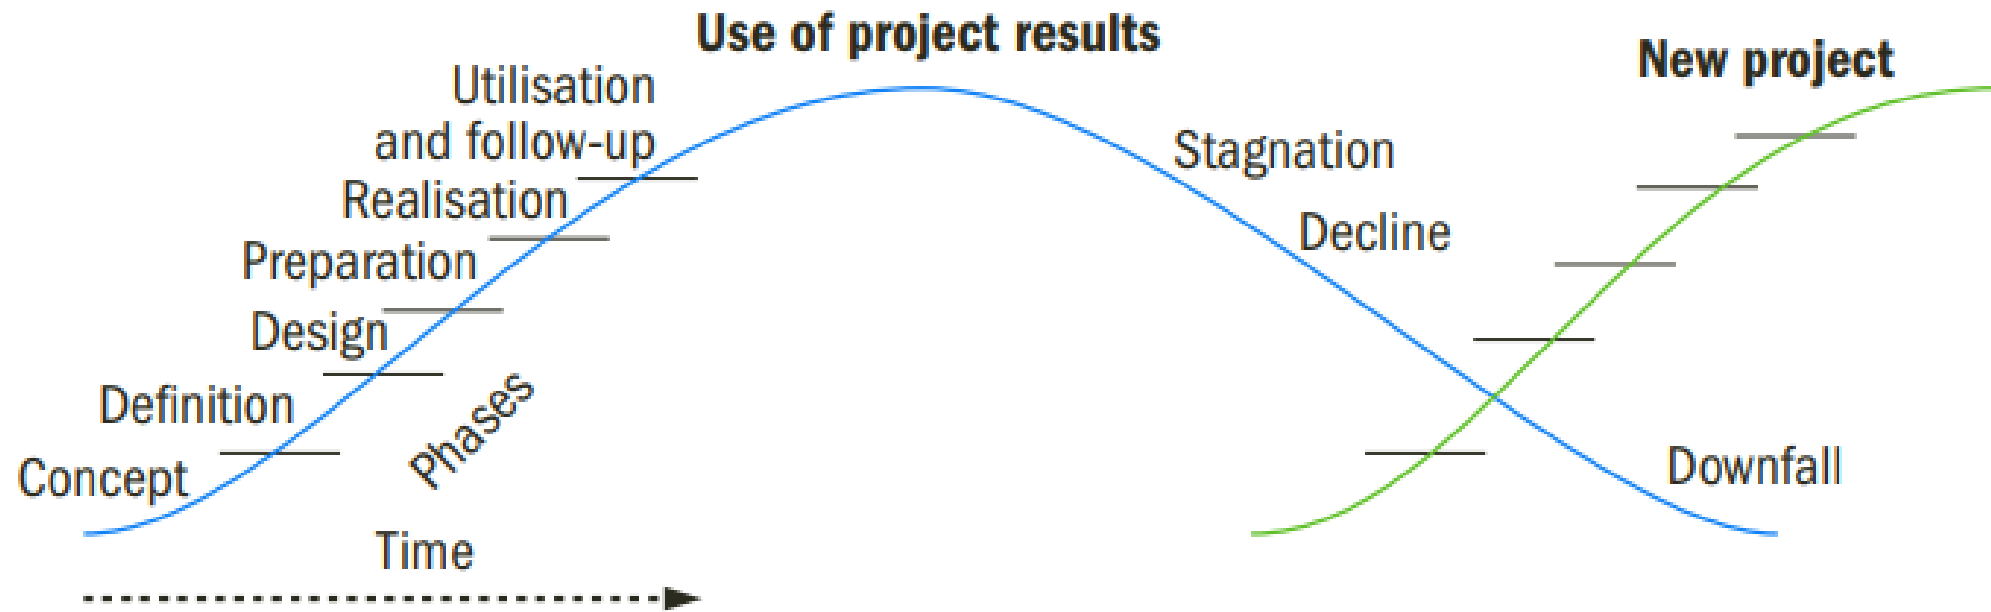 Use of project results
New project
Utilisation
and follow-up
Realisation
Preparation
Design
Definition
Concept
Phases
Time
Stagnation
Decline
Downfall